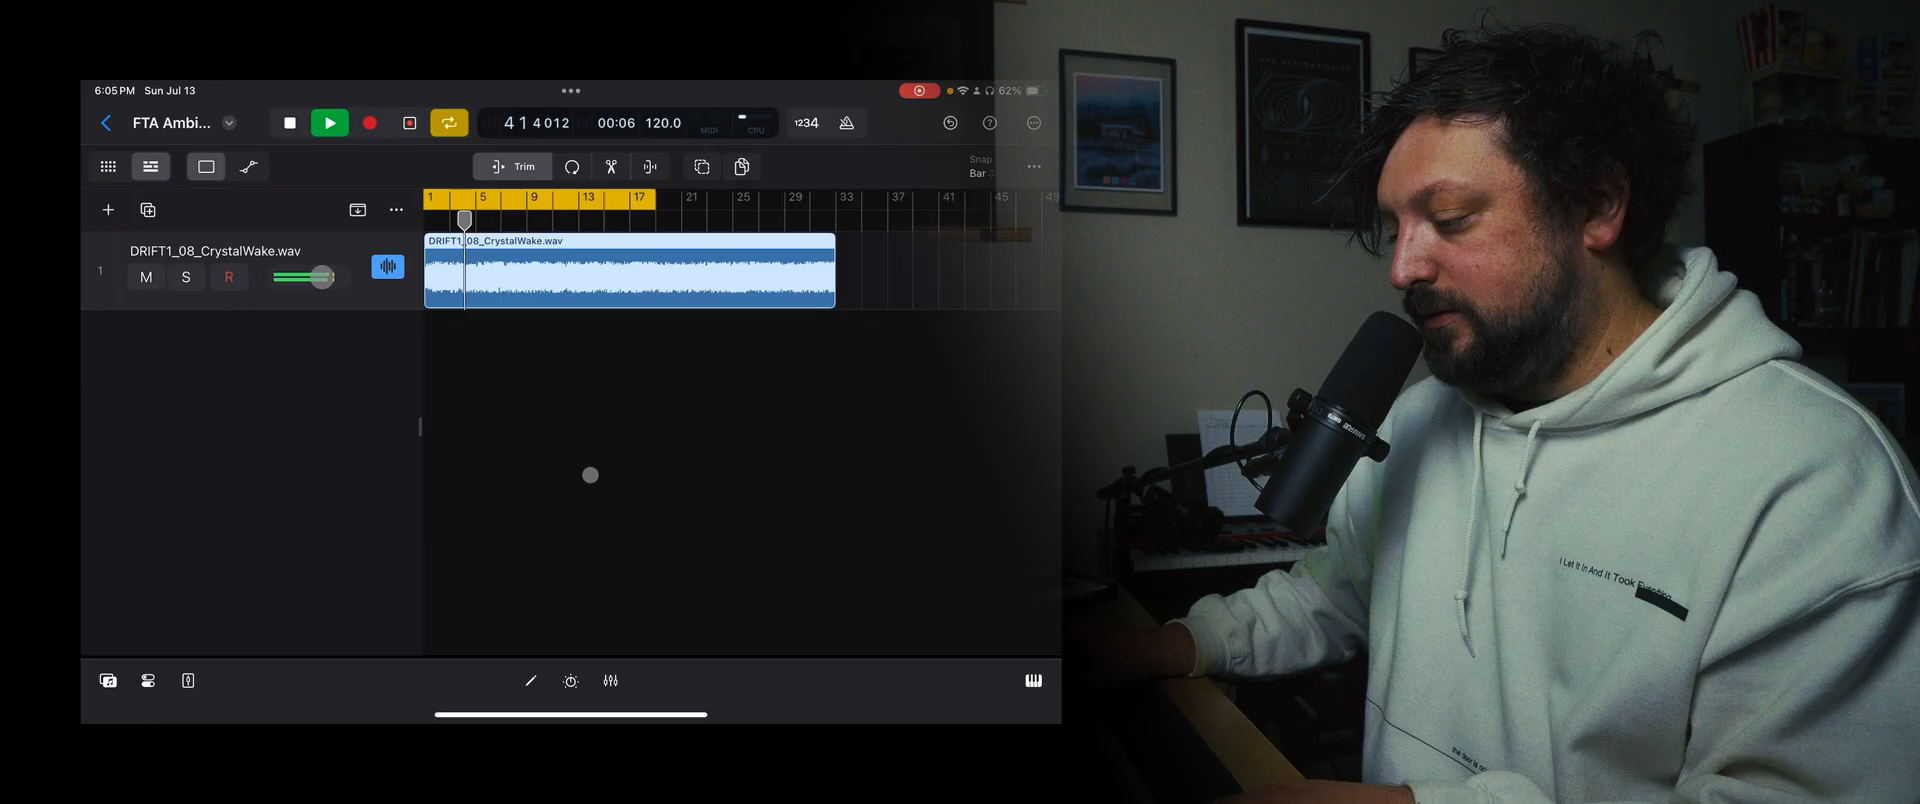 6:05 PM Sun Jul 13
62%
FTA Ambi...
4 1 4 012
00:06
120.0
MIDI
CPU
1234
Trim
Snap
Bar
1 5 9 13 17 21 25 29 33 37 41 45 49
DRIFT1_08_CrystalWake.wav
1
DRIFT1_08_CrystalWake.wav
M S R
SHURE
I Let It In And It Took Everything